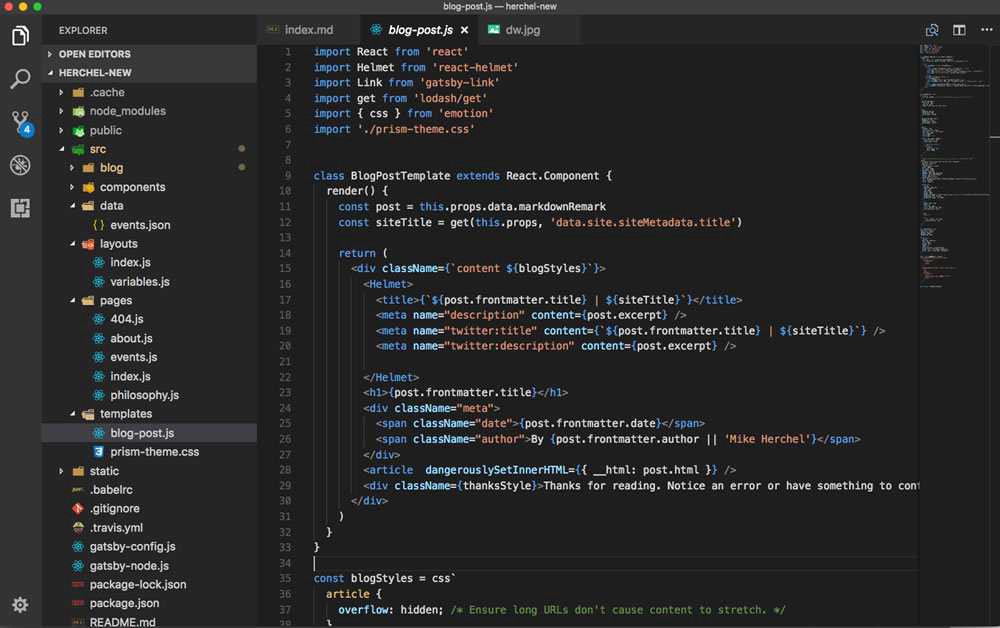 blog-post.js — herchel-new
EXPLORER
OPEN EDITORS
HERCHEL-NEW
.cache
node_modules
public
src
blog
components
data
{ } events.json
layouts
index.js
variables.js
pages
404.js
about.js
events.js
index.js
philosophy.js
templates
blog-post.js
prism-theme.css
static
.babelrc
.gitignore
.travis.yml
gatsby-config.js
gatsby-node.js
package-lock.json
package.json
README.md
4
index.md
blog-post.js ×
dw.jpg
1 import React from 'react'
2 import Helmet from 'react-helmet'
3 import Link from 'gatsby-link'
4 import get from 'lodash/get'
5 import { css } from 'emotion'
6 import './prism-theme.css'
7
8
9 class BlogPostTemplate extends React.Component {
10 render() {
11 const post = this.props.data.markdownRemark
12 const siteTitle = get(this.props, 'data.site.siteMetadata.title')
13
14 return (
15 <div className={`content ${blogStyles}`}>
16 <Helmet>
17 <title>{`${post.frontmatter.title} | ${siteTitle}`}</title>
18 <meta name="description" content={post.excerpt} />
19 <meta name="twitter:title" content={`${post.frontmatter.title} | ${siteTitle}`} />
20 <meta name="twitter:description" content={post.excerpt} />
21
22 </Helmet>
23 <h1>{post.frontmatter.title}</h1>
24 <div className="meta">
25 <span className="date">{post.frontmatter.date}</span>
26 <span className="author">By {post.frontmatter.author || 'Mike Herchel'}</span>
27 </div>
28 <article  dangerouslySetInnerHTML={{ __html: post.html }} />
29 <div className={thanksStyle}>Thanks for reading. Notice an error or have something to cont
30 </div>
31 )
32 }
33 }
34
35 const blogStyles = css`
36 article {
37 overflow: hidden; /* Ensure long URLs don't cause content to stretch. */
38 }